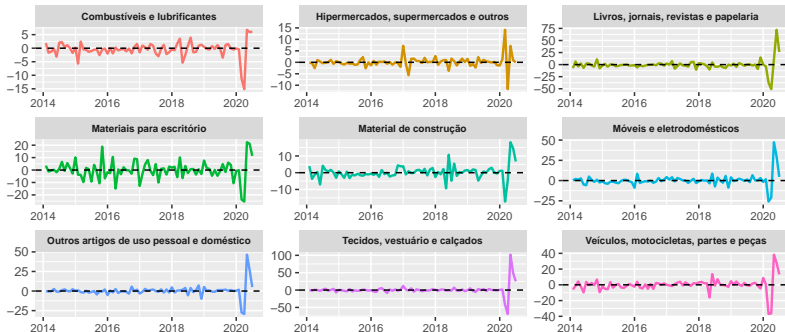 Combustíveis e lubrificantes
5
0
−5
−10
−15
2014 2016 2018 2020
Hipermercados, supermercados e outros
15
10
5
0
−5
−10
2014 2016 2018 2020
Livros, jornais, revistas e papelaria
75
50
25
0
−25
−50
2014 2016 2018 2020
Materiais para escritório
20
10
0
−10
−20
2014 2016 2018 2020
Material de construção
10
0
−10
2014 2016 2018 2020
Móveis e eletrodomésticos
50
25
0
−25
2014 2016 2018 2020
Outros artigos de uso pessoal e doméstico
50
25
0
−25
2014 2016 2018 2020
Tecidos, vestuário e calçados
100
50
0
−50
2014 2016 2018 2020
Veículos, motocicletas, partes e peças
40
20
0
−20
−40
2014 2016 2018 2020